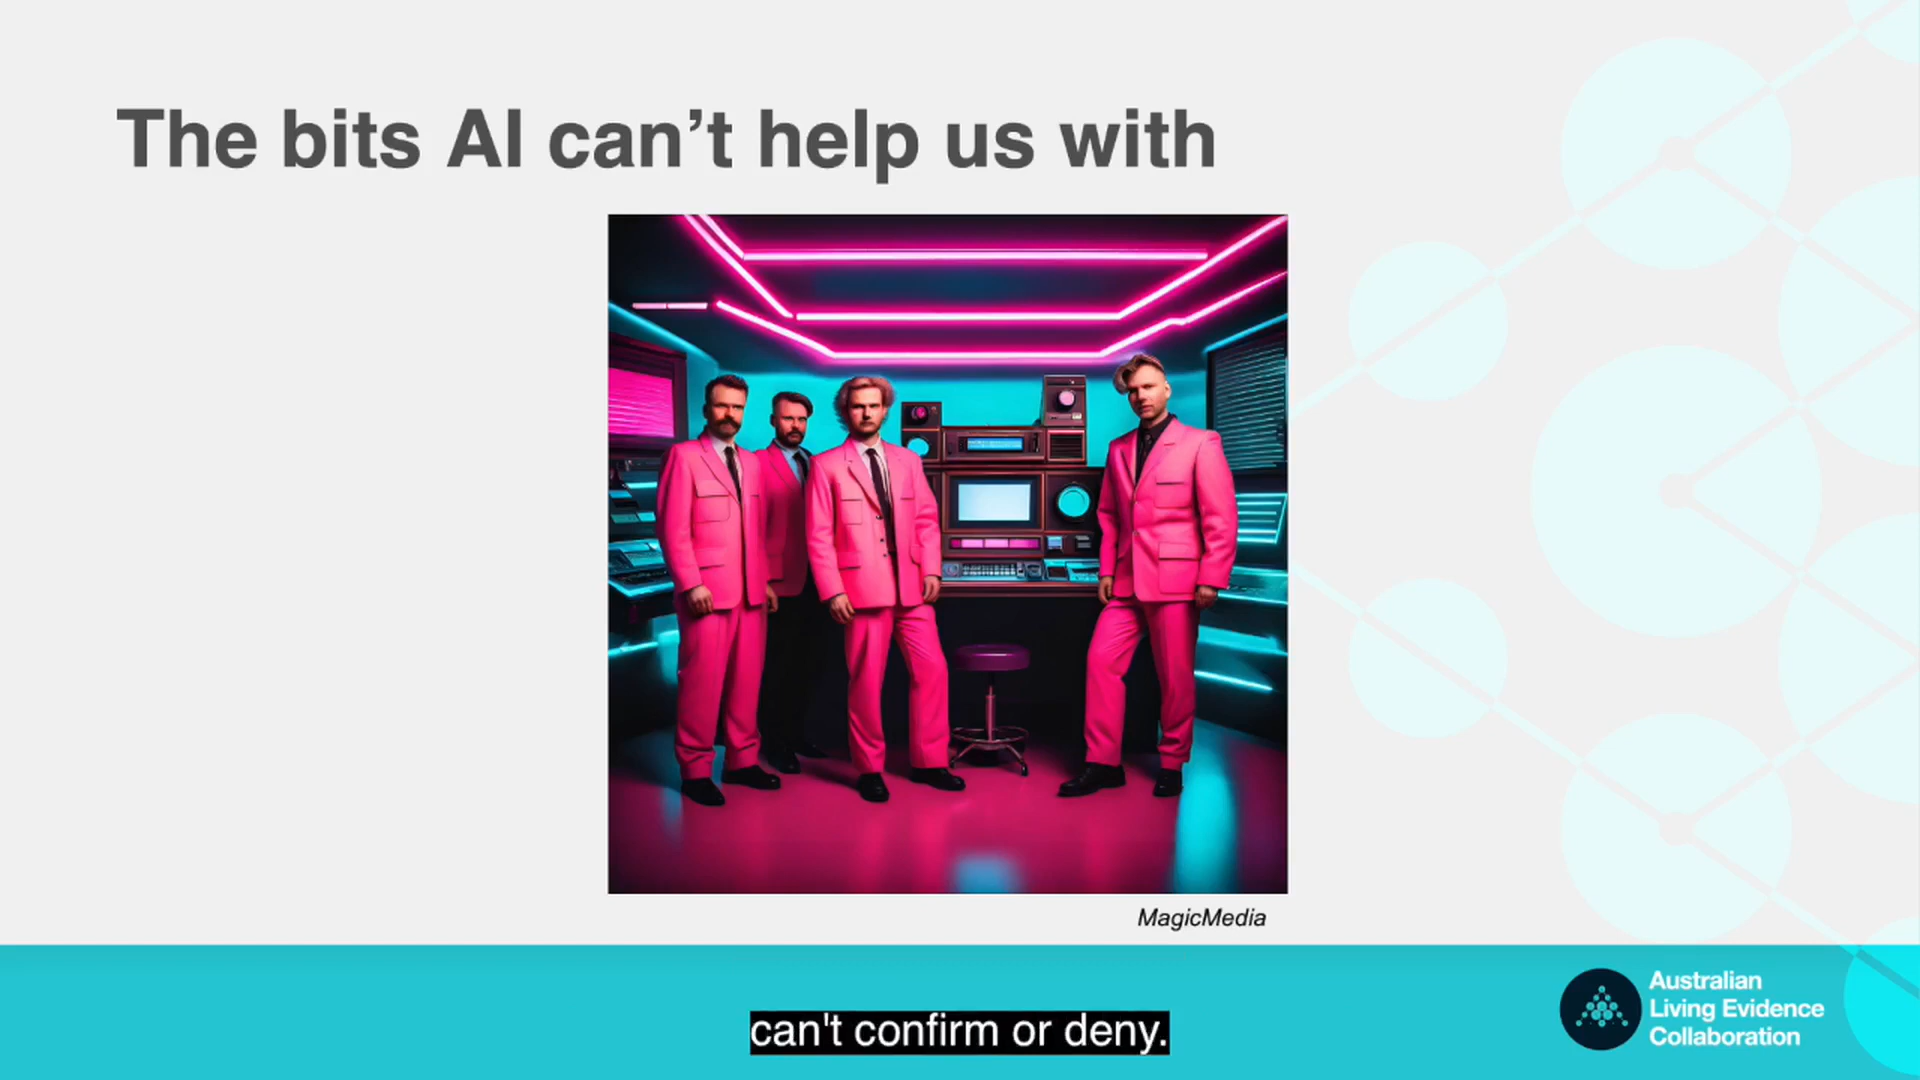 The bits AI can’t help us with
MagicMedia
Australian
Living Evidence
Collaboration
can't confirm or deny.